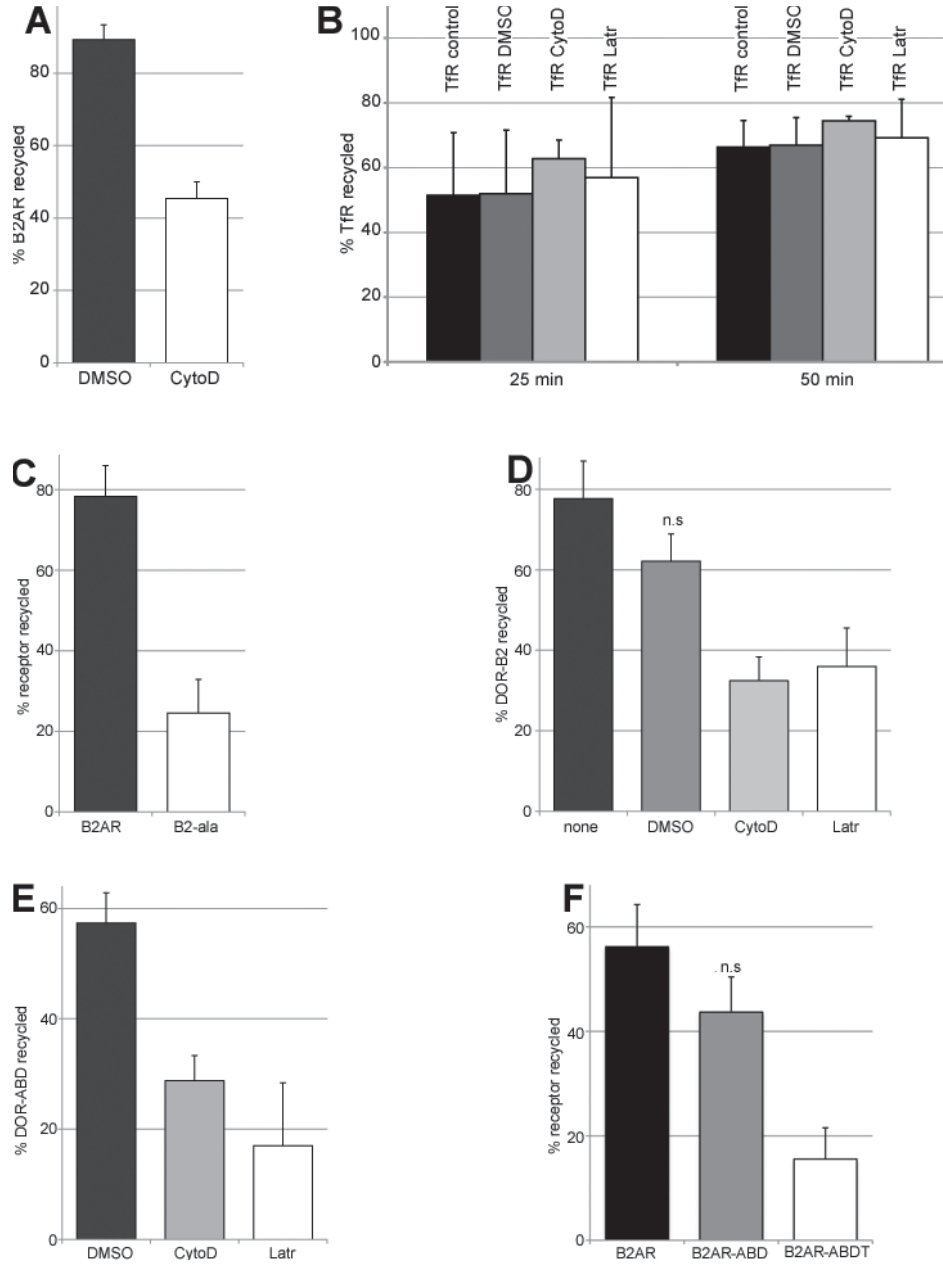 A
% B2AR recycled
80
60
40
20
0
DMSO CytoD
B
% TfR recycled
100
80
60
40
20
0
TfR control
TfR DMSO
TfR CytoD
TfR Latr
TfR control
TfR DMSO
TfR CytoD
TfR Latr
25 min 50 min
C
% receptor recycled
80
60
40
20
0
B2AR B2-ala
D
% DOR-B2 recycled
80
60
40
20
0
n.s
none DMSO CytoD Latr
E
% DOR-ABD recycled
60
40
20
0
DMSO CytoD Latr
F
% receptor recycled
60
40
20
0
. n.s
B2AR B2AR-ABD B2AR-ABDT